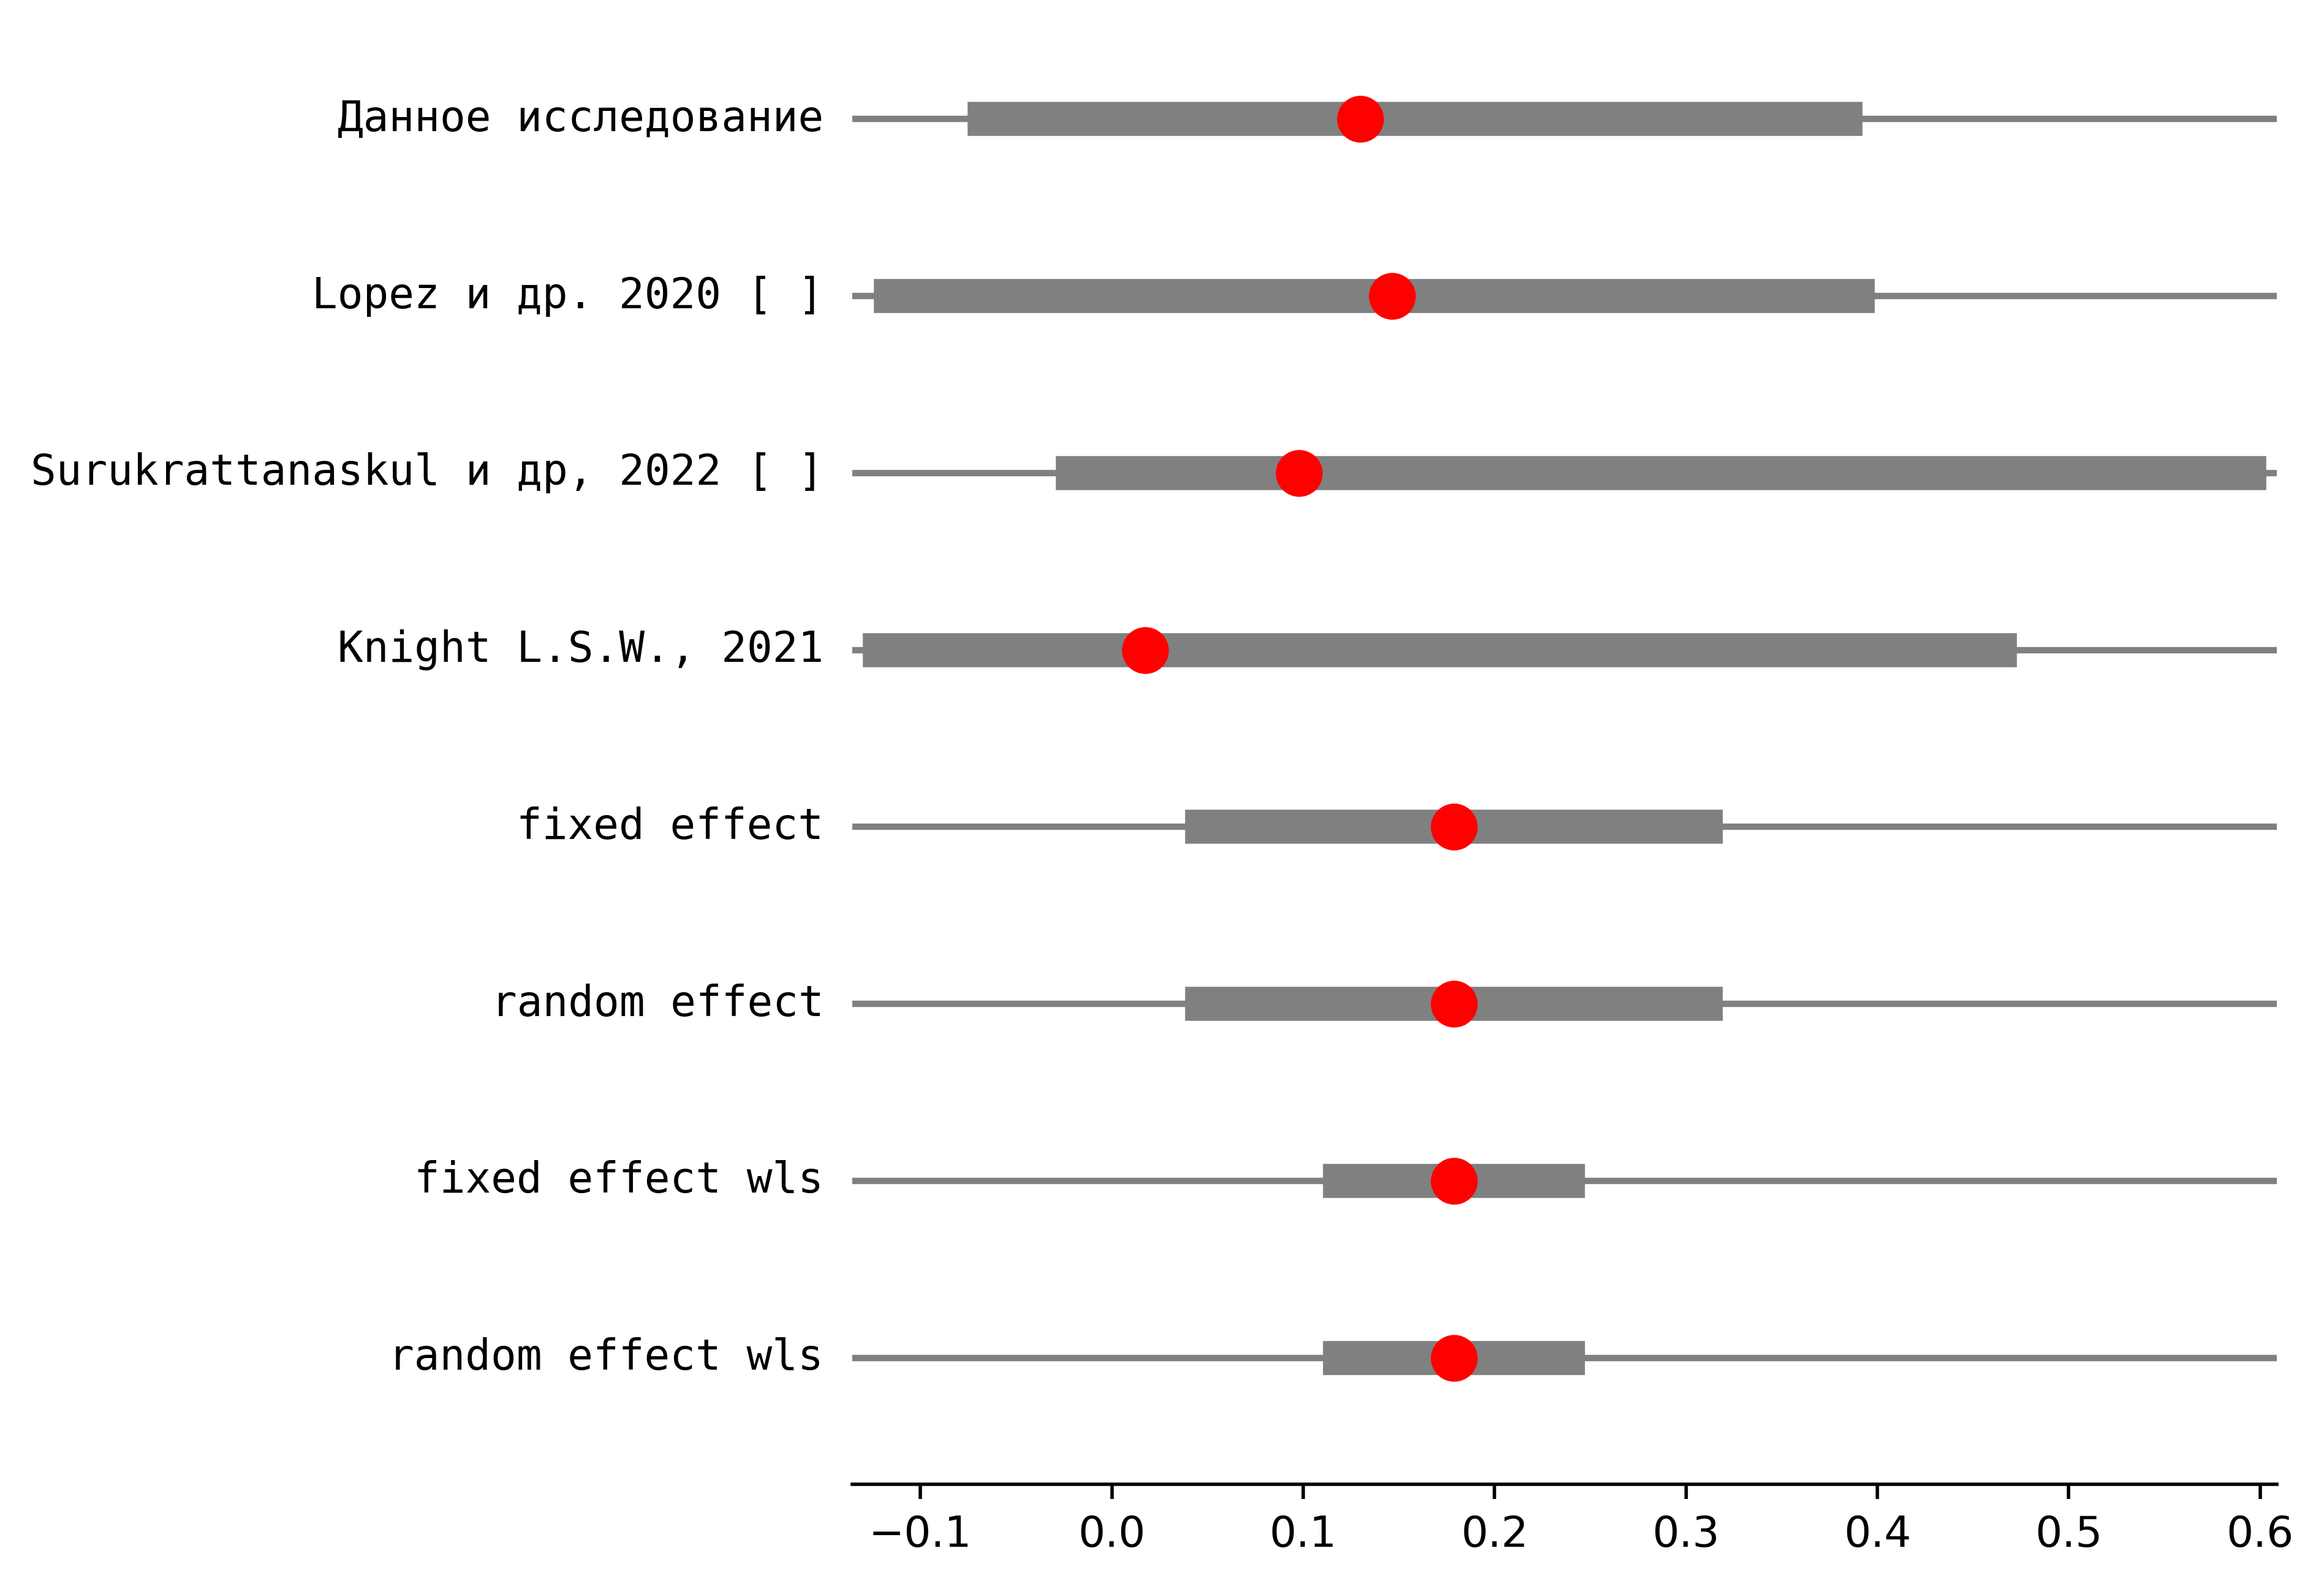 Данное исследование
Lopez и др. 2020 [ ]
Surukrattanaskul и др, 2022 [ ]
Knight L.S.W., 2021
fixed effect
random effect
fixed effect wls
random effect wls
−0.1 0.0 0.1 0.2 0.3 0.4 0.5 0.6